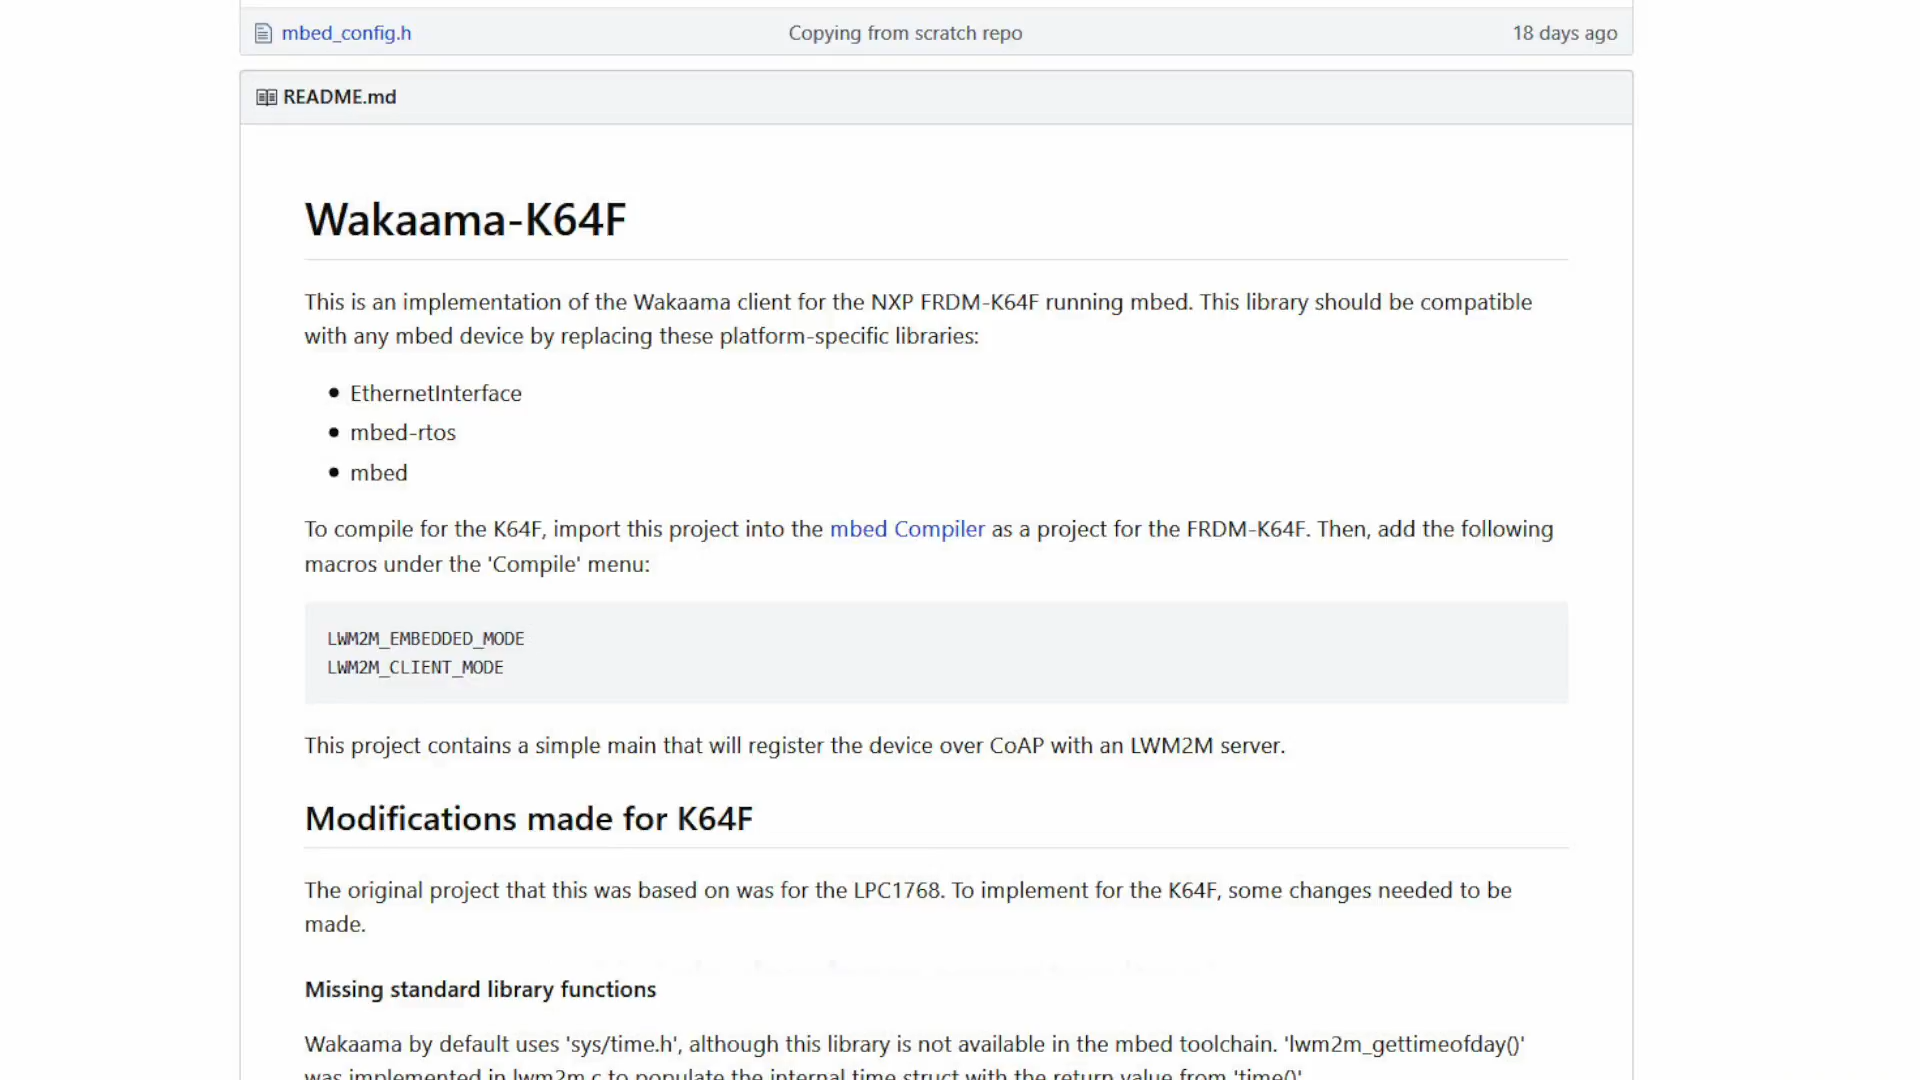 mbed_config.h Copying from scratch repo 18 days ago
README.md
Wakaama-K64F
This is an implementation of the Wakaama client for the NXP FRDM-K64F running mbed. This library should be compatible
with any mbed device by replacing these platform-specific libraries:
• EthernetInterface
• mbed-rtos
• mbed
To compile for the K64F, import this project into the mbed Compiler as a project for the FRDM-K64F. Then, add the following
macros under the 'Compile' menu:
LWM2M_EMBEDDED_MODE
LWM2M_CLIENT_MODE
This project contains a simple main that will register the device over CoAP with an LWM2M server.
Modifications made for K64F
The original project that this was based on was for the LPC1768. To implement for the K64F, some changes needed to be
made.
Missing standard library functions
Wakaama by default uses 'sys/time.h', although this library is not available in the mbed toolchain. 'lwm2m_gettimeofday()'
was implemented in lwm2m.c to populate the internal time struct with the return value from 'time()'.